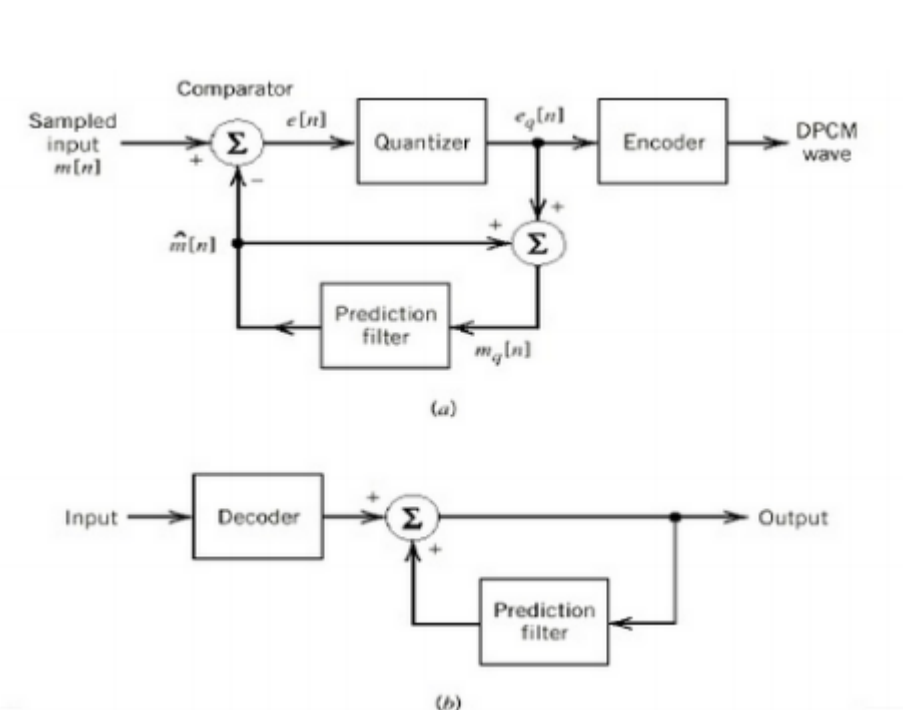 Comparator
Sampled
input
m[n]
+
Σ
−
e[n]
Quantizer
e_q[n]
Encoder
DPCM
wave
m̂[n]
+
+
Σ
Prediction
filter
m_q[n]
(a)
Input
Decoder
+
Σ
+
Output
Prediction
filter
(b)